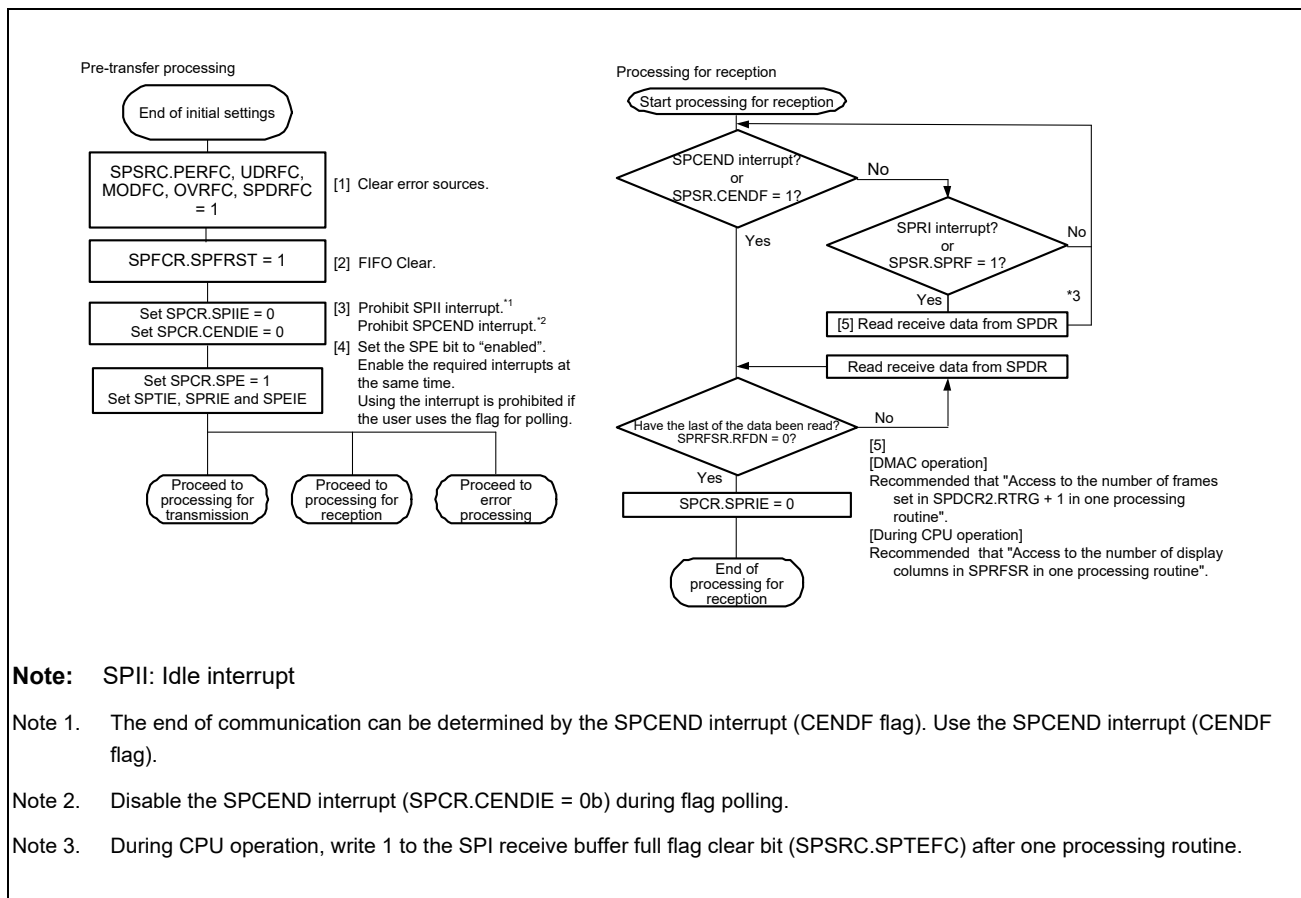 Pre-transfer processing
End of initial settings
SPSRC.PERFC, UDRFC,
MODFC, OVRFC, SPDRFC
= 1
[1] Clear error sources.
SPFCR.SPFRST = 1
[2] FIFO Clear.
Set SPCR.SPIIE = 0
Set SPCR.CENDIE = 0
[3] Prohibit SPII interrupt.*1
Prohibit SPCEND interrupt.*2
[4] Set the SPE bit to “enabled”.
Enable the required interrupts at
the same time.
Using the interrupt is prohibited if
the user uses the flag for polling.
Set SPCR.SPE = 1
Set SPTIE, SPRIE and SPEIE
Proceed to
processing for
transmission
Proceed to
processing for
reception
Proceed to
error
processing
Processing for reception
Start processing for reception
SPCEND interrupt?
or
SPSR.CENDF = 1?
No
Yes
SPRI interrupt?
or
SPSR.SPRF = 1?
No
Yes
*3
[5] Read receive data from SPDR
Read receive data from SPDR
Have the last of the data been read?
SPRFSR.RFDN = 0?
No
Yes
SPCR.SPRIE = 0
End of
processing for
reception
[5]
[DMAC operation]
Recommended that "Access to the number of frames
set in SPDCR2.RTRG + 1 in one processing
routine".
[During CPU operation]
Recommended that "Access to the number of display
columns in SPRFSR in one processing routine".
Note: SPII: Idle interrupt
Note 1. The end of communication can be determined by the SPCEND interrupt (CENDF flag). Use the SPCEND interrupt (CENDF
flag).
Note 2. Disable the SPCEND interrupt (SPCR.CENDIE = 0b) during flag polling.
Note 3. During CPU operation, write 1 to the SPI receive buffer full flag clear bit (SPSRC.SPTEFC) after one processing routine.